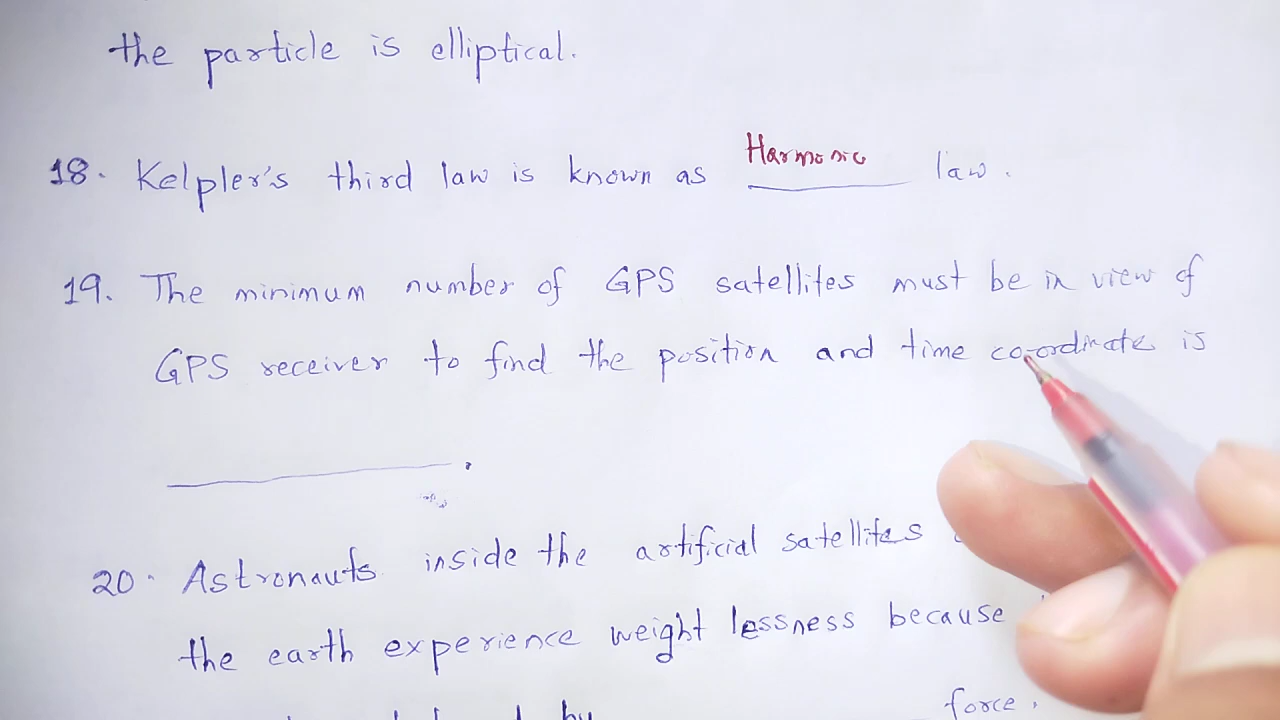 the particle is elliptical.
18. Kelpler's third law is known as Harmonic law.
19. The minimum number of GPS satellites must be in view of
GPS receiver to find the position and time co-ordinate is
.
20. Astronauts inside the artificial satellites
the earth experience weight lessness because
by force.